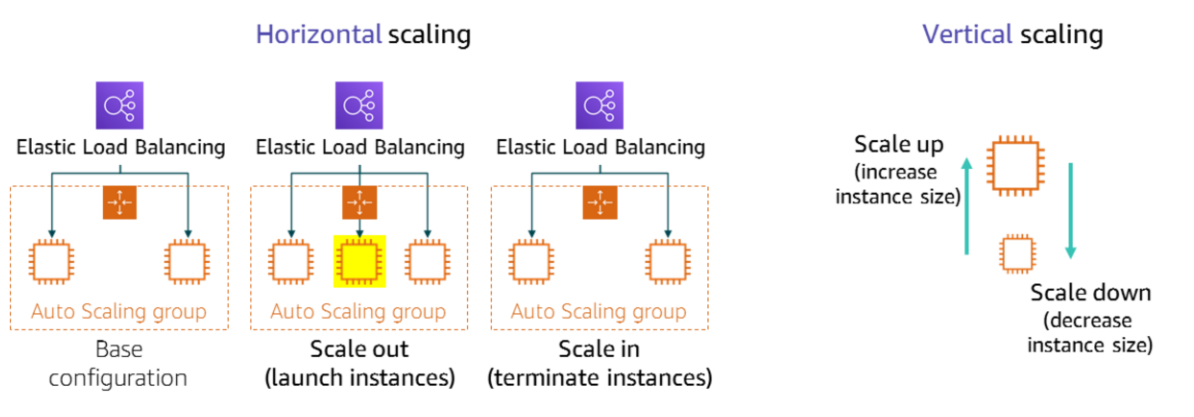 Horizontal scaling
Vertical scaling
Elastic Load Balancing
Elastic Load Balancing
Elastic Load Balancing
Auto Scaling group
Auto Scaling group
Auto Scaling group
Base
configuration
Scale out
(launch instances)
Scale in
(terminate instances)
Scale up
(increase
instance size)
Scale down
(decrease
instance size)